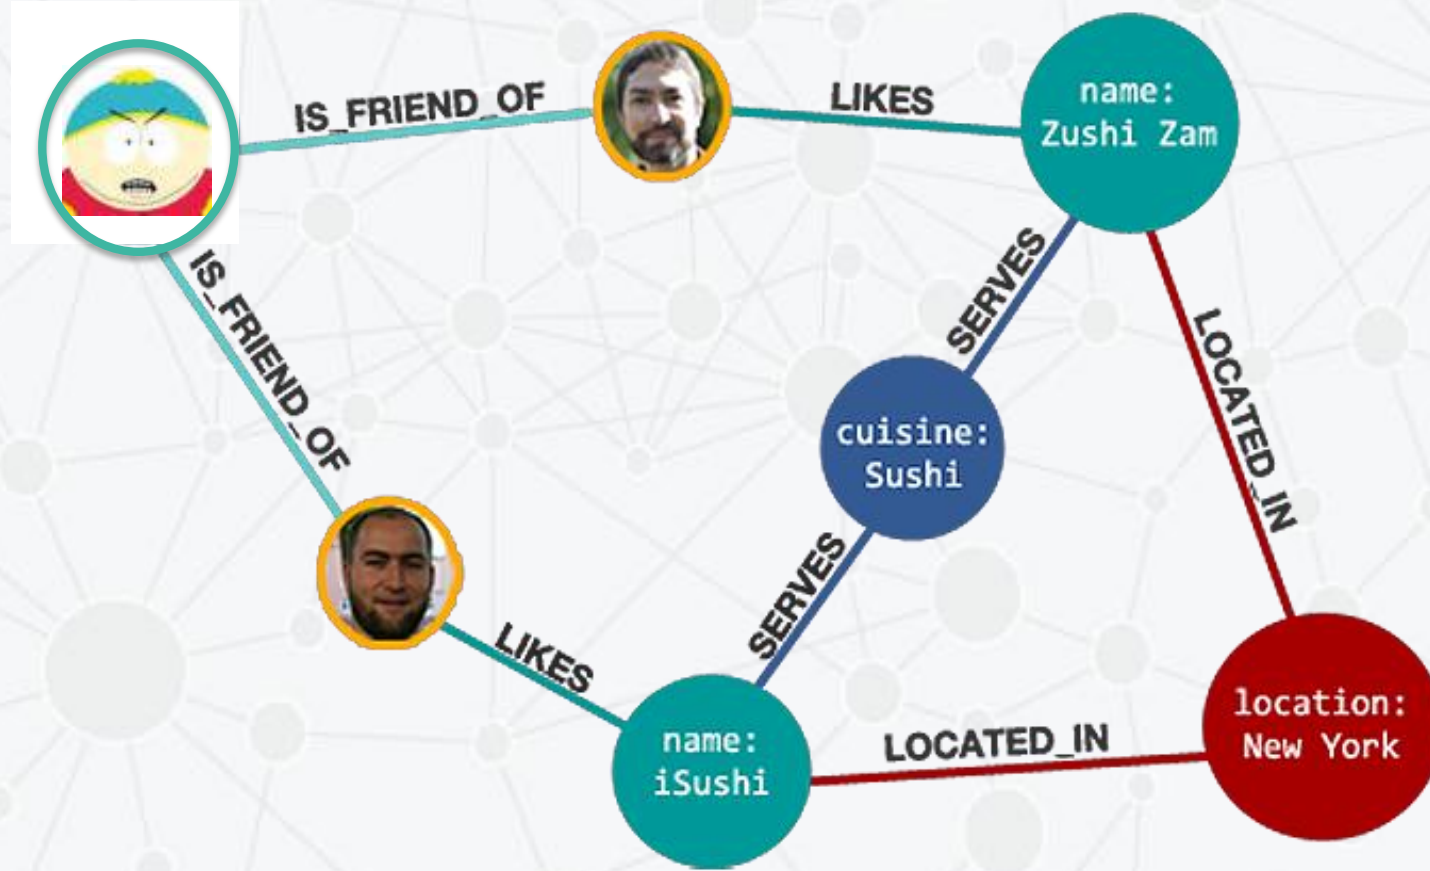 IS_FRIEND_OF
LIKES
name:
Zushi Zam
IS_FRIEND_OF
SERVES
LOCATED_IN
cuisine:
Sushi
SERVES
LIKES
name:
iSushi
LOCATED_IN
location:
New York